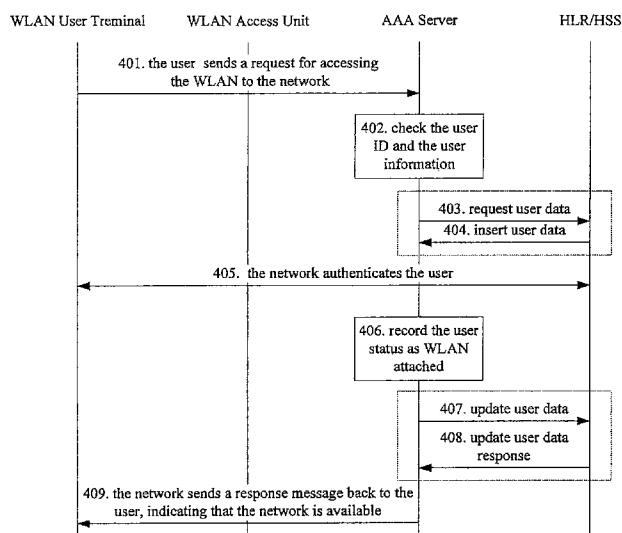 WLAN User Treminal WLAN Access Unit AAA Server HLR/HSS
401. the user sends a request for accessing
the WLAN to the network
402. check the user
ID and the user
information
403. request user data
404. insert user data
405. the network authenticates the user
406. record the user
status as WLAN
attached
407. update user data
408. update user data
response
409. the network sends a response message back to the
user, indicating that the network is available